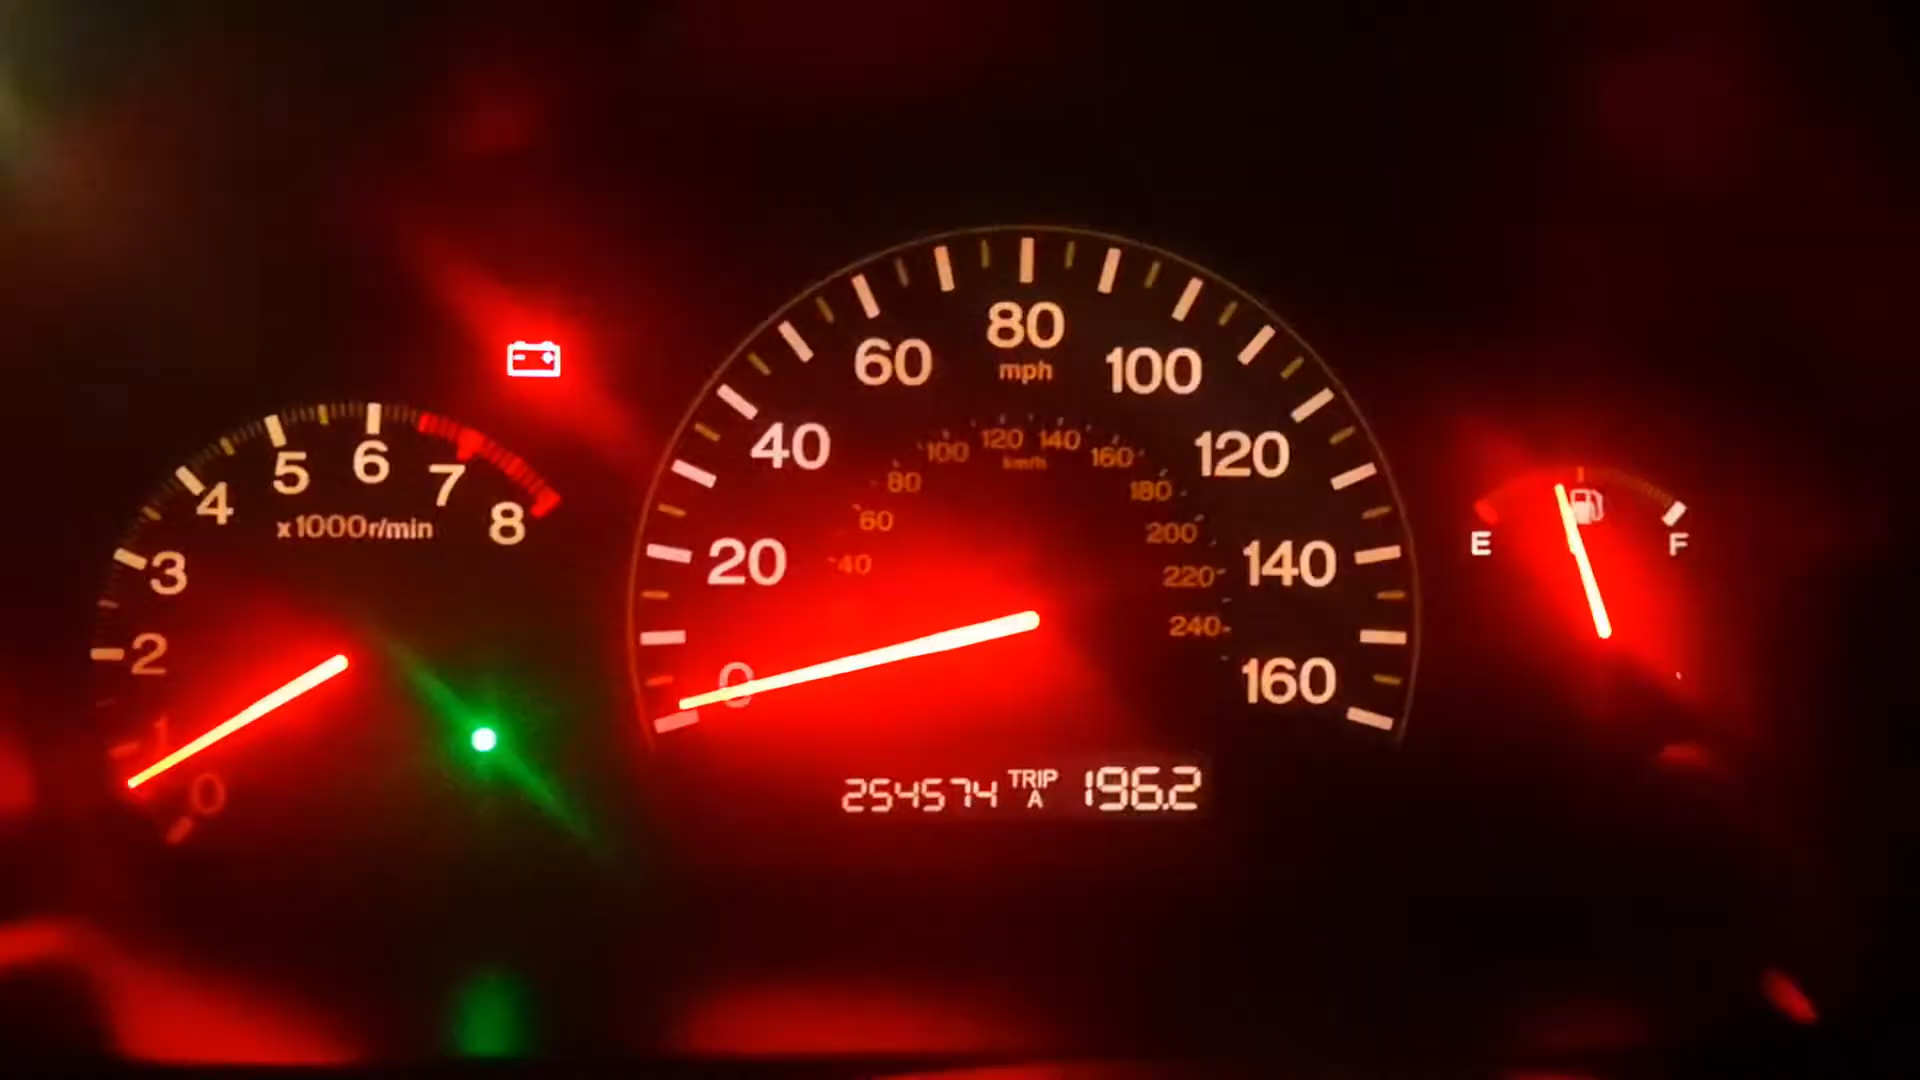 0 1 2 3 4 5 6 7 8
x1000r/min
0 20 40 60 80 100 120 140 160
mph
40 60 80 100 120 140 160 180 200 220 240
km/h
E F
254574 TRIP A 196.2